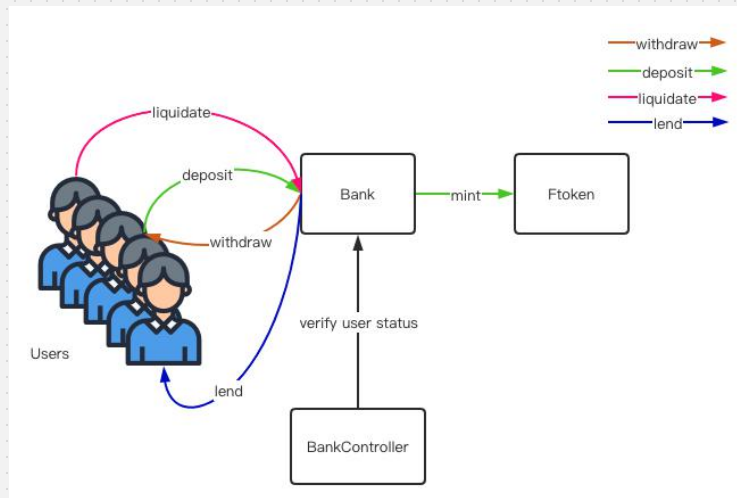 withdraw
deposit
liquidate
lend
liquidate
deposit
Bank
mint
Ftoken
withdraw
verify user status
Users
lend
BankController